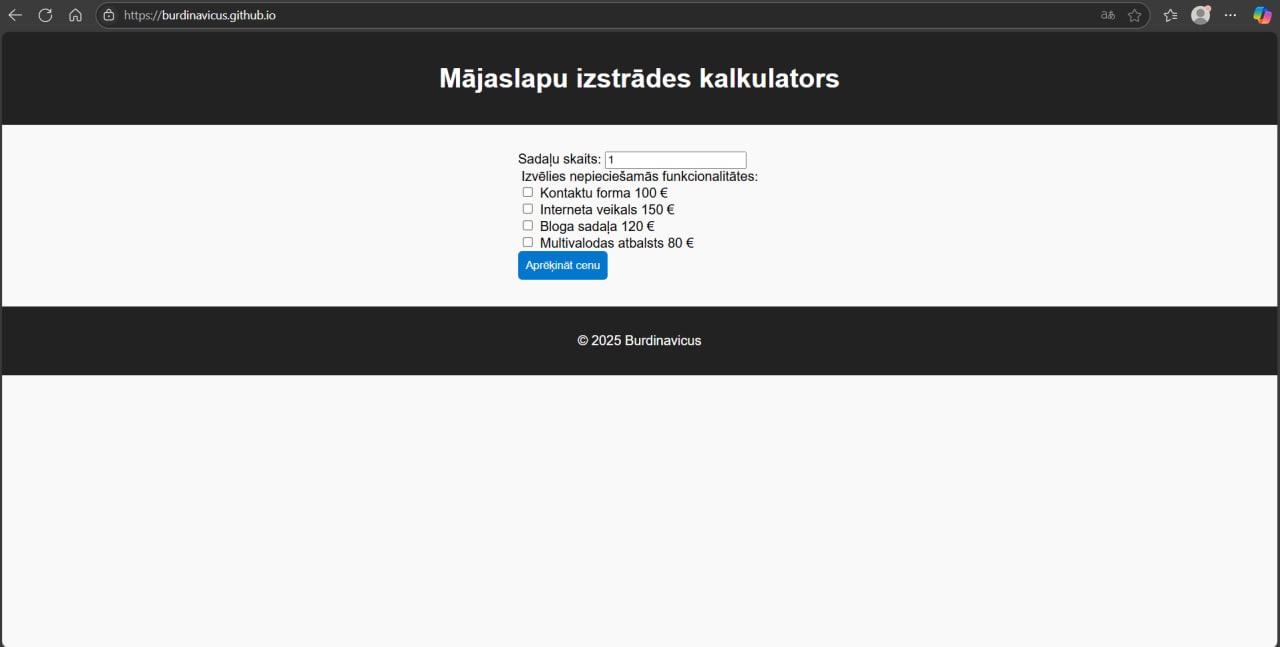 https://burdinavicus.github.io
Mājaslapu izstrādes kalkulators
Sadaļu skaits: 1
Izvēlies nepieciešamās funkcionalitātes:
Kontaktu forma 100 €
Interneta veikals 150 €
Bloga sadaļa 120 €
Multivalodas atbalsts 80 €
Aprēķināt cenu
© 2025 Burdinavicus